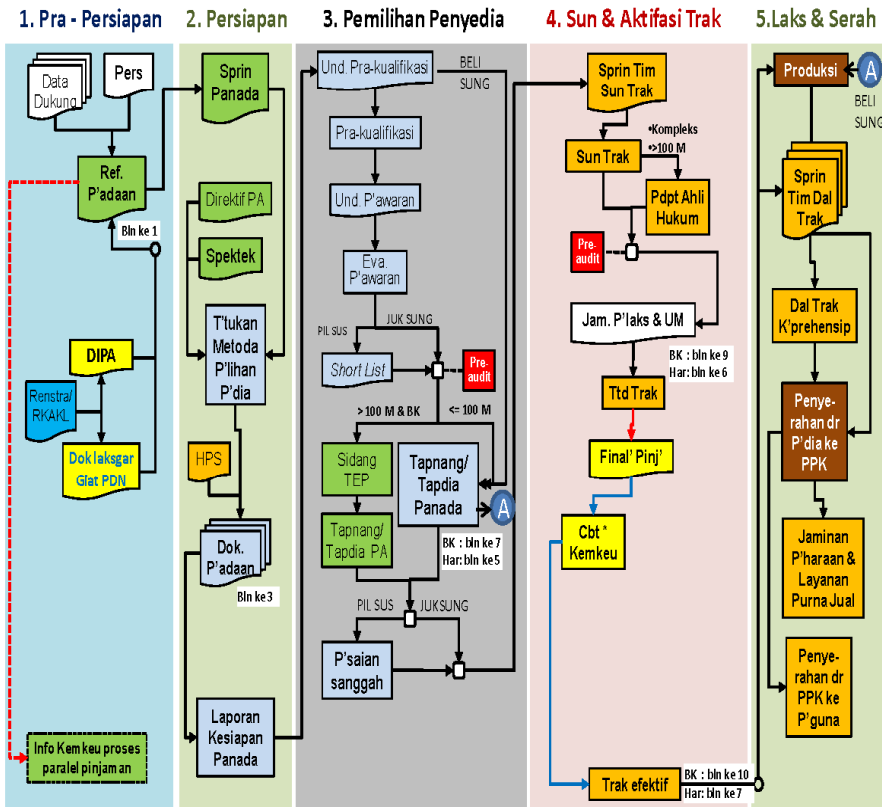 1. Pra - Persiapan
Data
Dukung
Pers
Ref.
P'adaan
Bln ke 1
DIPA
Renstra/
RKAKL
Dok laksgar
Giat PDN
Info Kemkeu proses
paralel pinjaman
2. Persiapan
Sprin
Panada
Direktif PA
Spektek
T'tukan
Metoda
P'lihan
P'dia
HPS
Dok.
P'adaan
Bln ke 3
Laporan
Kesiapan
Panada
3. Pemilihan Penyedia
Und. Pra-kualifikasi
BELI
SUNG
Pra-kualifikasi
Und. P'awaran
Eva.
P'awaran
PIL SUS
JUK SUNG
Short List
Pre-
audit
> 100 M & BK
<= 100 M
Sidang
TEP
Tapnang/
Tapdia
Panada
A
Tapnang/
Tapdia PA
BK : bln ke 7
Har: bln ke 5
PIL SUS
JUKSUNG
P'saian
sanggah
4. Sun & Aktifasi Trak
Sprin Tim
Sun Trak
•Kompleks
•>100 M
Sun Trak
Pdpt Ahli
Hukum
Pre-
audit
Jam. P'laks & UM
BK : bln ke 9
Har: bln ke 6
Ttd Trak
Final' Pinj'
Cbt *
Kemkeu
Trak efektif
BK : bln ke 10
Har: bln ke 7
5.Laks & Serah
Produksi
A
BELI
SUNG
Sprin
Tim Dal
Trak
Dal Trak
K'prehensip
Penye-
rahan dr
P'dia ke
PPK
Jaminan
P'haraan &
Layanan
Purna Jual
Penye-
rahan dr
PPK ke
P'guna